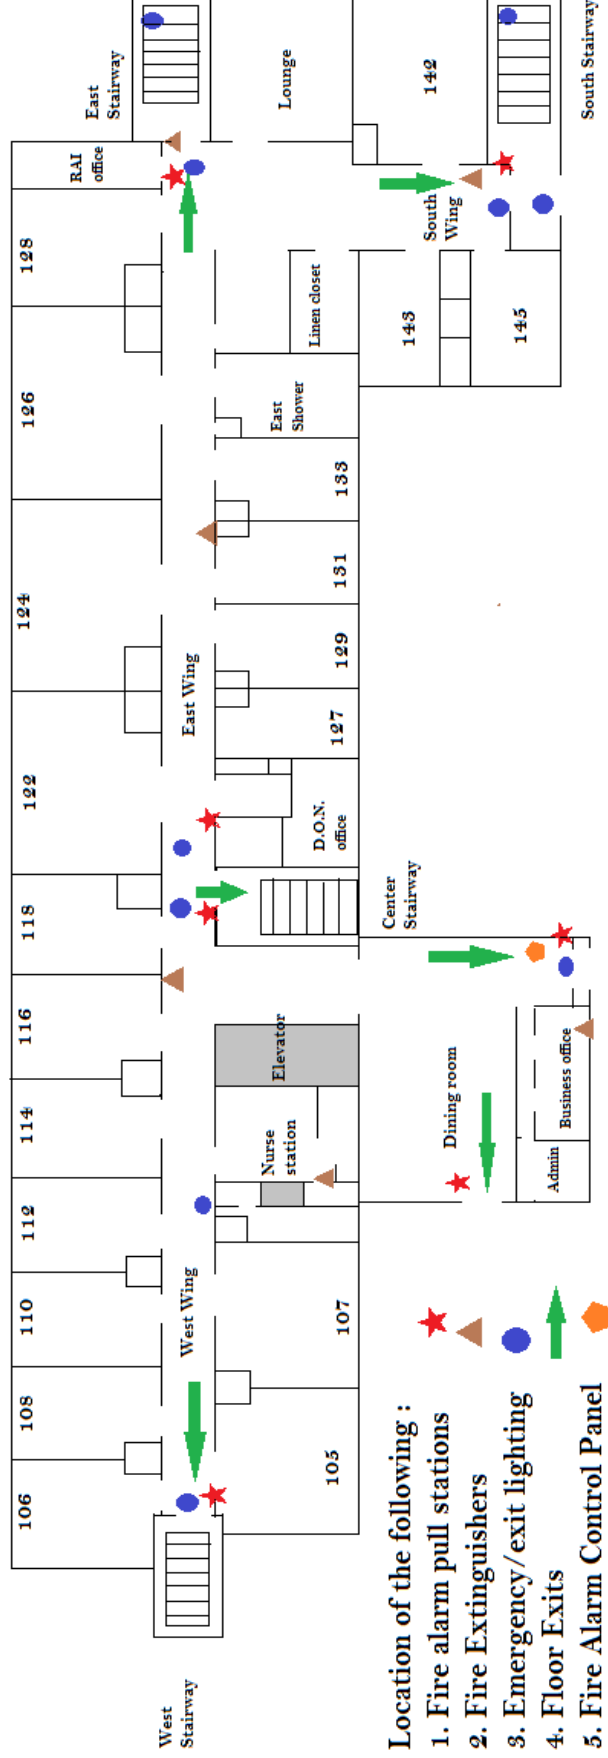 106
108
110
112
114
116
118
122
124
126
128
RAI
office
East
Stairway
West
Stairway
West Wing
East Wing
105
107
Nurse
station
Elevator
D.O.N.
office
127
129
131
133
East
Shower
Linen closet
Lounge
Center
Stairway
143
South
Wing
142
145
South Stairway
Dining room
Admin
Business office
Location of the following :
1. Fire alarm pull stations
2. Fire Extinguishers
3. Emergency/exit lighting
4. Floor Exits
5. Fire Alarm Control Panel